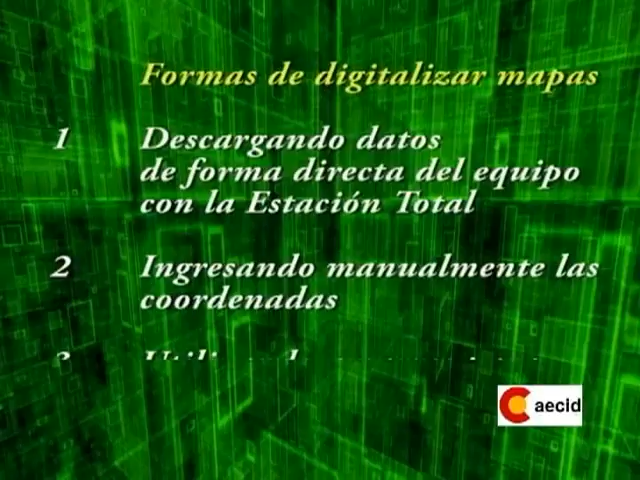 Formas de digitalizar mapas
1 Descargando datos
de forma directa del equipo
con la Estación Total
2 Ingresando manualmente las
coordenadas
3
aecid